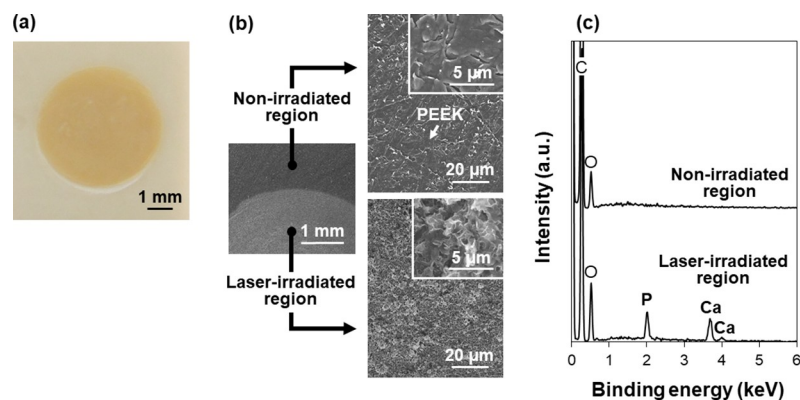 (a)
1 mm
(b)
Non-irradiated
region
1 mm
Laser-irradiated
region
5 µm
PEEK
20 µm
5 µm
20 µm
(c)
Intensity (a.u.)
C
O
Non-irradiated
region
Laser-irradiated
region
O
P
Ca
Ca
0 1 2 3 4 5 6
Binding energy (keV)